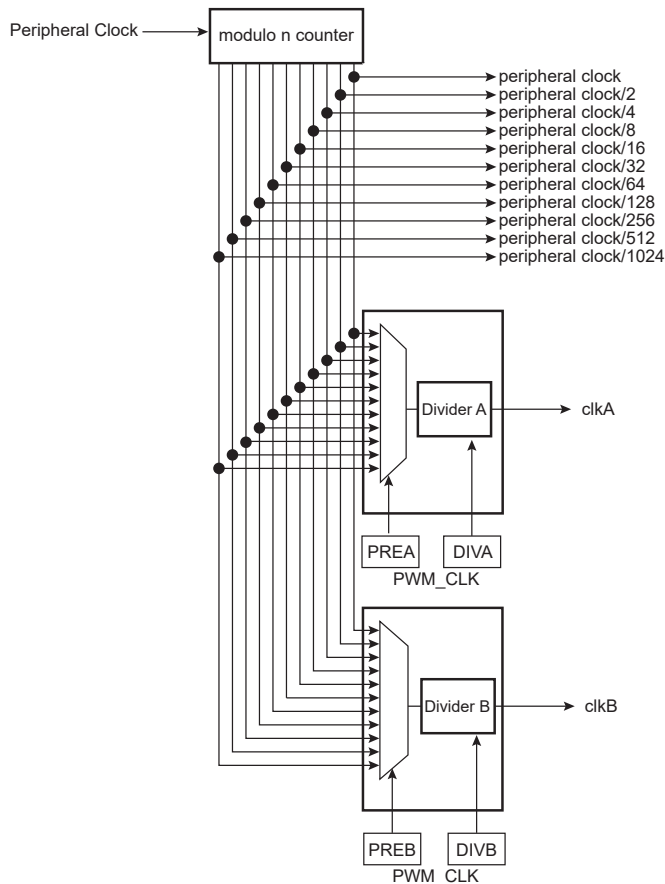 Peripheral Clock
modulo n counter
peripheral clock
peripheral clock/2
peripheral clock/4
peripheral clock/8
peripheral clock/16
peripheral clock/32
peripheral clock/64
peripheral clock/128
peripheral clock/256
peripheral clock/512
peripheral clock/1024
Divider A
clkA
PREA
DIVA
PWM_CLK
Divider B
clkB
PREB
DIVB
PWM CLK